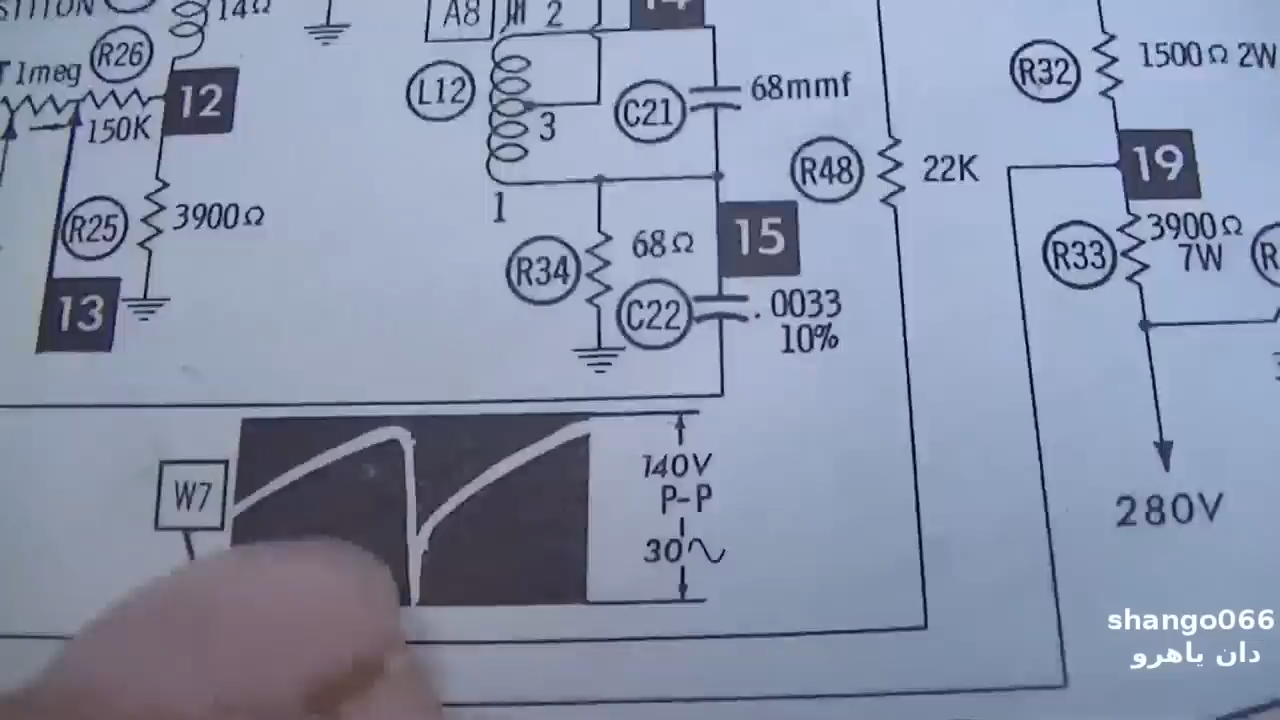 14Ω
A8
2
R26
1meg
12
150K
L12
3
C21
68mmf
R32
1500Ω 2W
R48
22K
19
R25
3900Ω
1
R34
68Ω
15
R33
3900Ω
7W
13
C22
.0033
10%
W7
140V
P-P
30∿
280V
shango066
دان ياهرو